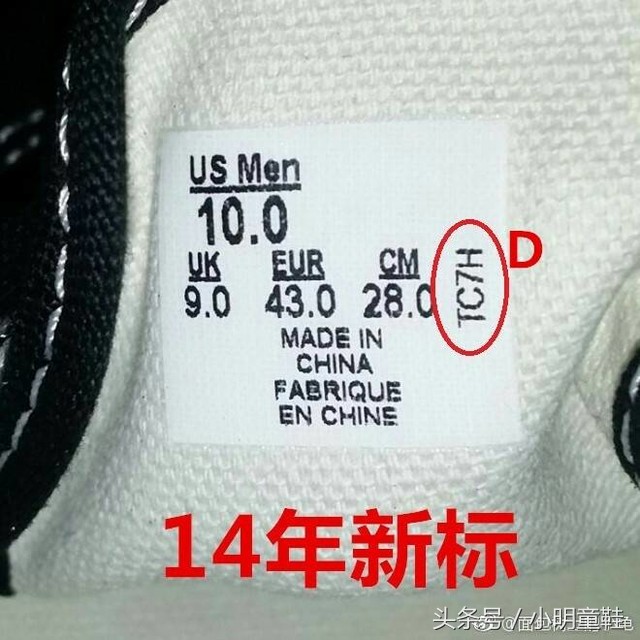 US Men
10.0
UK EUR CM
9.0 43.0 28.0
TC7H
D
MADE IN
CHINA
FABRIQUE
EN CHINE
14年新标
头条号 / 小明童鞋